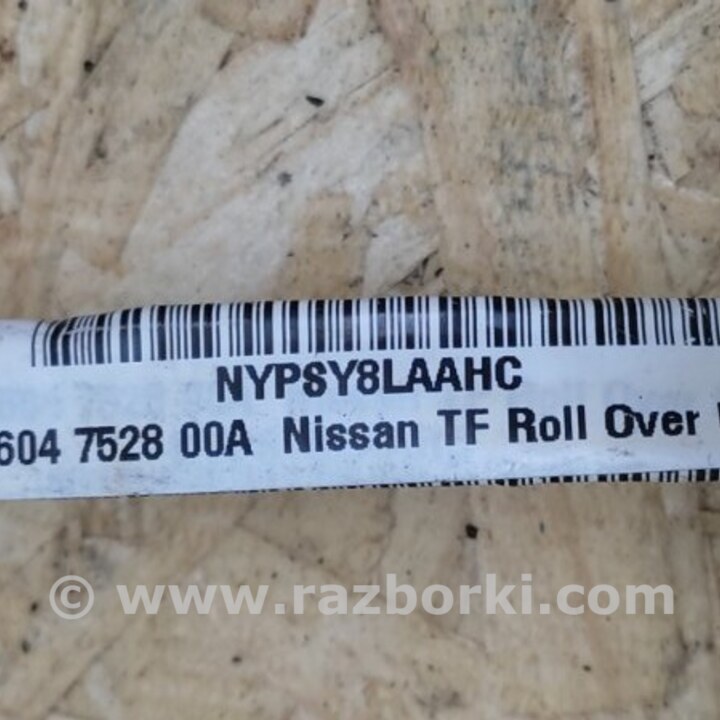 NYPSY8LAAHC
604 7528 00A Nissan TF Roll Over
© www.razborki.com